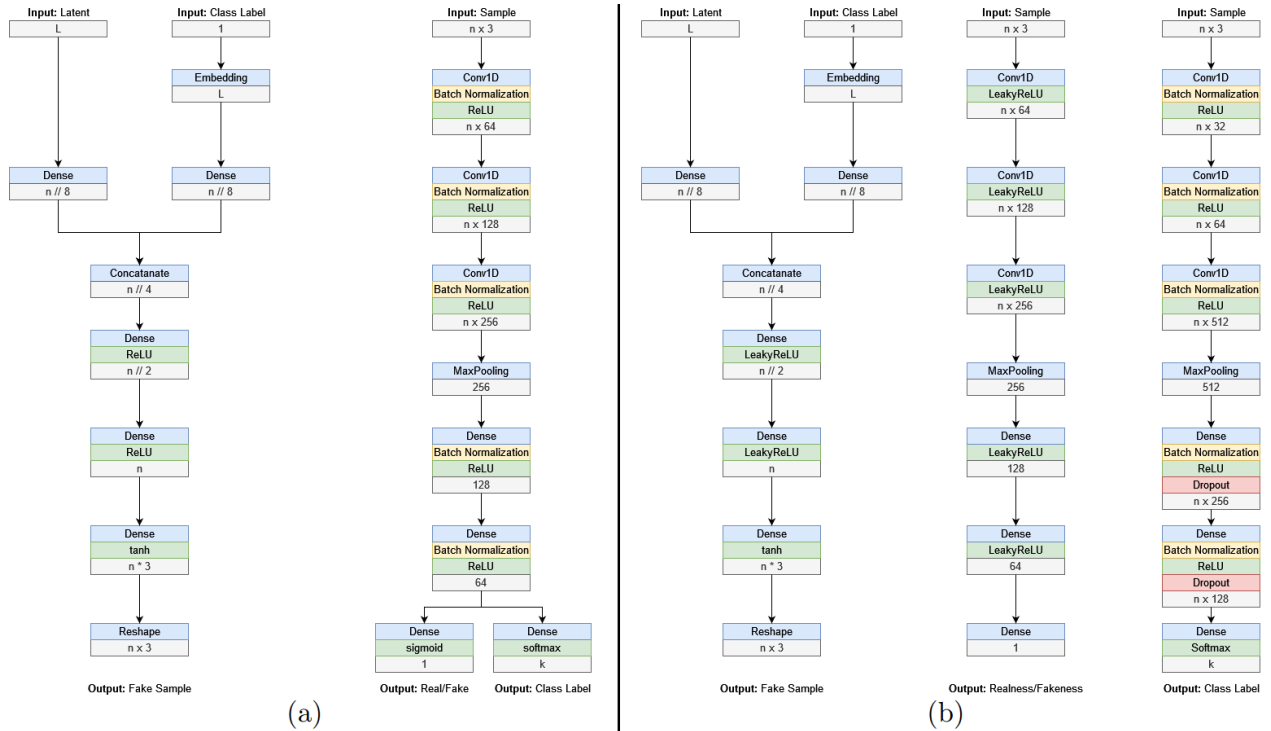 Input: Latent
L
Input: Class Label
1
Embedding
L
Dense
n // 8
Dense
n // 8
Concatanate
n // 4
Dense
ReLU
n // 2
Dense
ReLU
n
Dense
tanh
n * 3
Reshape
n x 3
Output: Fake Sample
Input: Sample
n x 3
Conv1D
Batch Normalization
ReLU
n x 64
Conv1D
Batch Normalization
ReLU
n x 128
Conv1D
Batch Normalization
ReLU
n x 256
MaxPooling
256
Dense
Batch Normalization
ReLU
128
Dense
Batch Normalization
ReLU
64
Dense
sigmoid
1
Output: Real/Fake
Dense
softmax
k
Output: Class Label
(a)
Input: Latent
L
Input: Class Label
1
Embedding
L
Dense
n // 8
Dense
n // 8
Concatanate
n // 4
Dense
LeakyReLU
n // 2
Dense
LeakyReLU
n
Dense
tanh
n * 3
Reshape
n x 3
Output: Fake Sample
Input: Sample
n x 3
Conv1D
LeakyReLU
n x 64
Conv1D
LeakyReLU
n x 128
Conv1D
LeakyReLU
n x 256
MaxPooling
256
Dense
LeakyReLU
128
Dense
LeakyReLU
64
Dense
1
Output: Realness/Fakeness
Input: Sample
n x 3
Conv1D
Batch Normalization
ReLU
n x 32
Conv1D
Batch Normalization
ReLU
n x 64
Conv1D
Batch Normalization
ReLU
n x 512
MaxPooling
512
Dense
Batch Normalization
ReLU
Dropout
n x 256
Dense
Batch Normalization
ReLU
Dropout
n x 128
Dense
Softmax
k
Output: Class Label
(b)